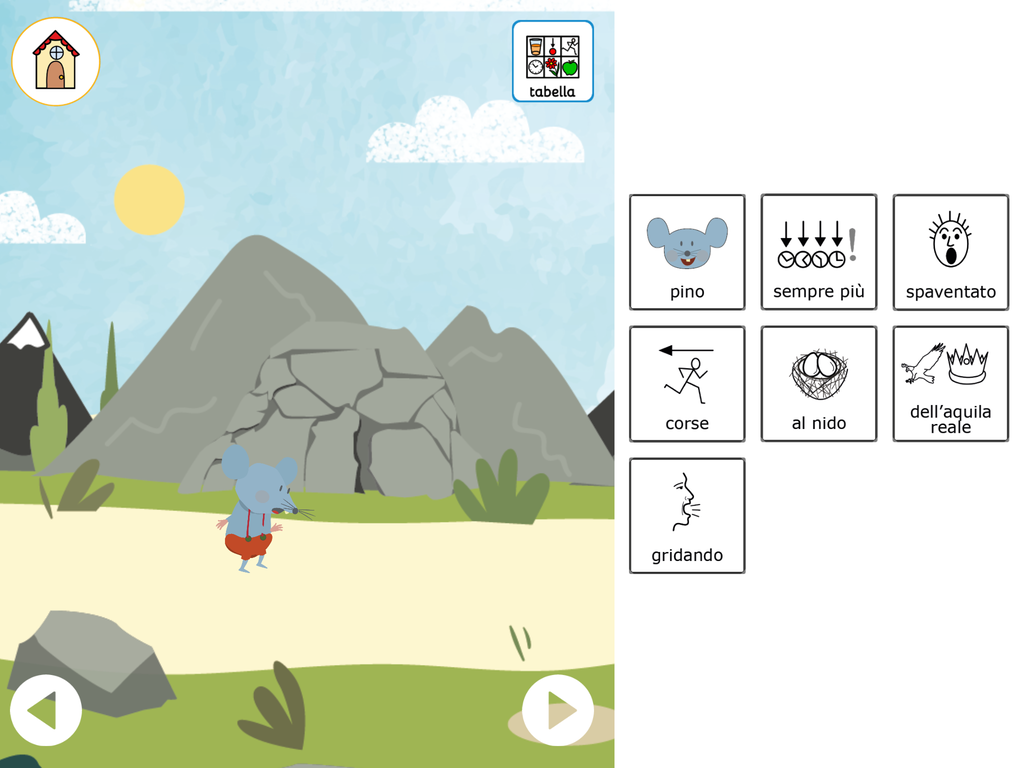 tabella
pino
sempre più
spaventato
corse
al nido
dell'aquila
reale
gridando